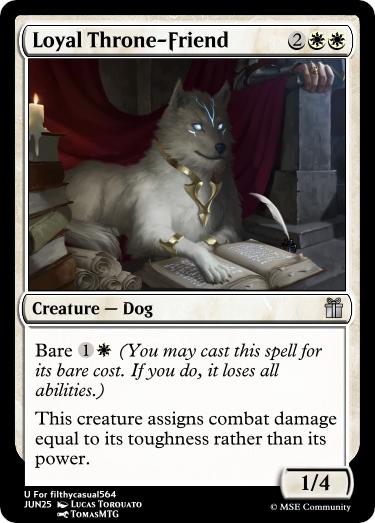 Loyal Throne-Friend 2
Creature — Dog
Bare 1 (You may cast this spell for
its bare cost. If you do, it loses all
abilities.)
This creature assigns combat damage
equal to its toughness rather than its
power.
1/4
U For filthycasual564
JUN25 Lucas Torquato
TomasMTG
© MSE Community